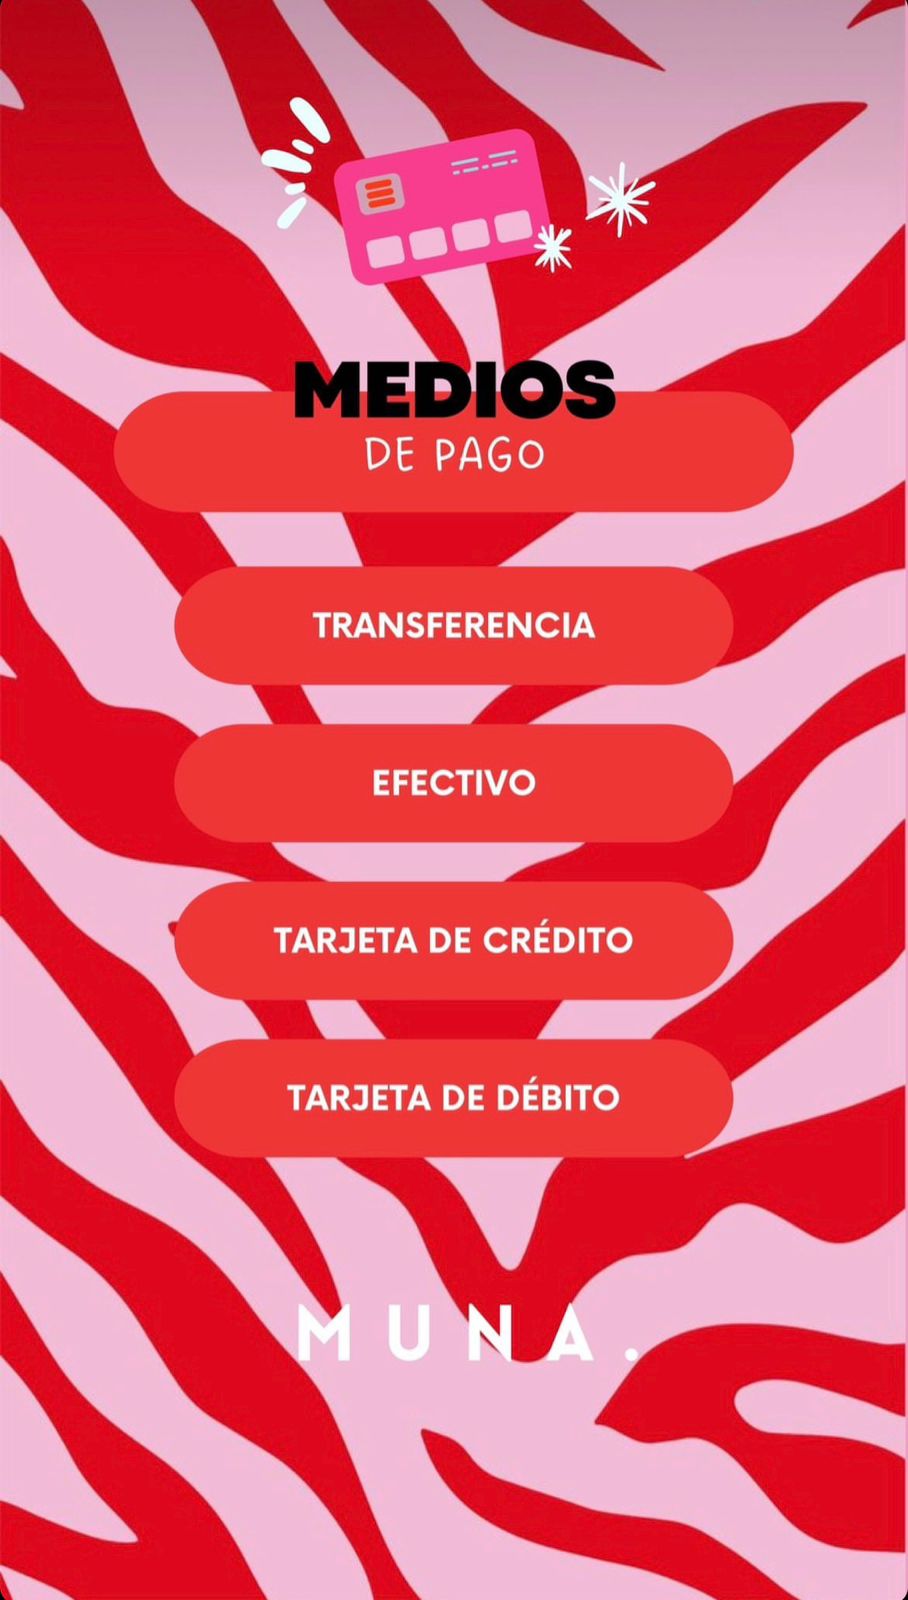 MEDIOS
DE PAGO
TRANSFERENCIA
EFECTIVO
TARJETA DE CRÉDITO
TARJETA DE DÉBITO
MUNA.